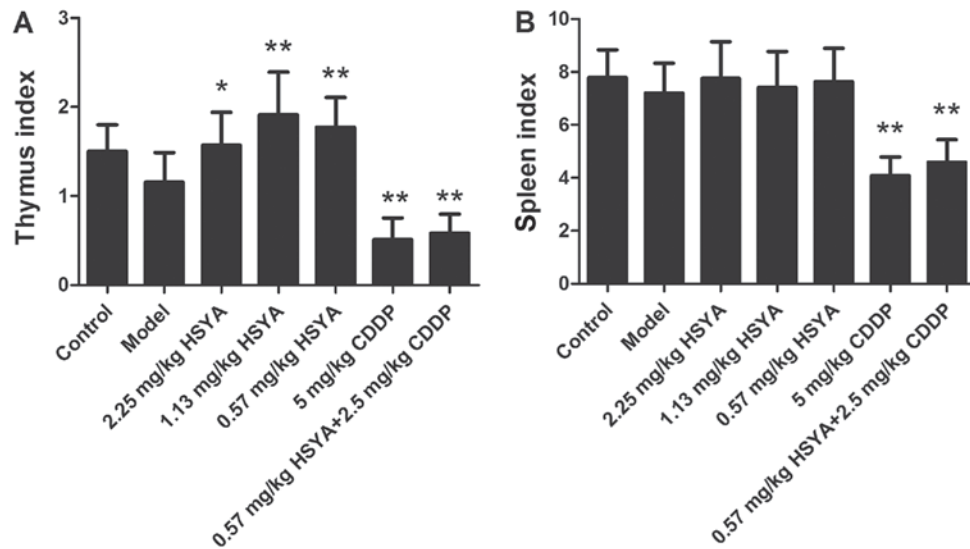 A
Thymus index
3
2
1
0
*
**
**
**
**
Control
Model
2.25 mg/kg HSYA
1.13 mg/kg HSYA
0.57 mg/kg HSYA
5 mg/kg CDDP
0.57 mg/kg HSYA+2.5 mg/kg CDDP
B
Spleen index
10
8
6
4
2
0
**
**
Control
Model
2.25 mg/kg HSYA
1.13 mg/kg HSYA
0.57 mg/kg HSYA
5 mg/kg CDDP
0.57 mg/kg HSYA+2.5 mg/kg CDDP